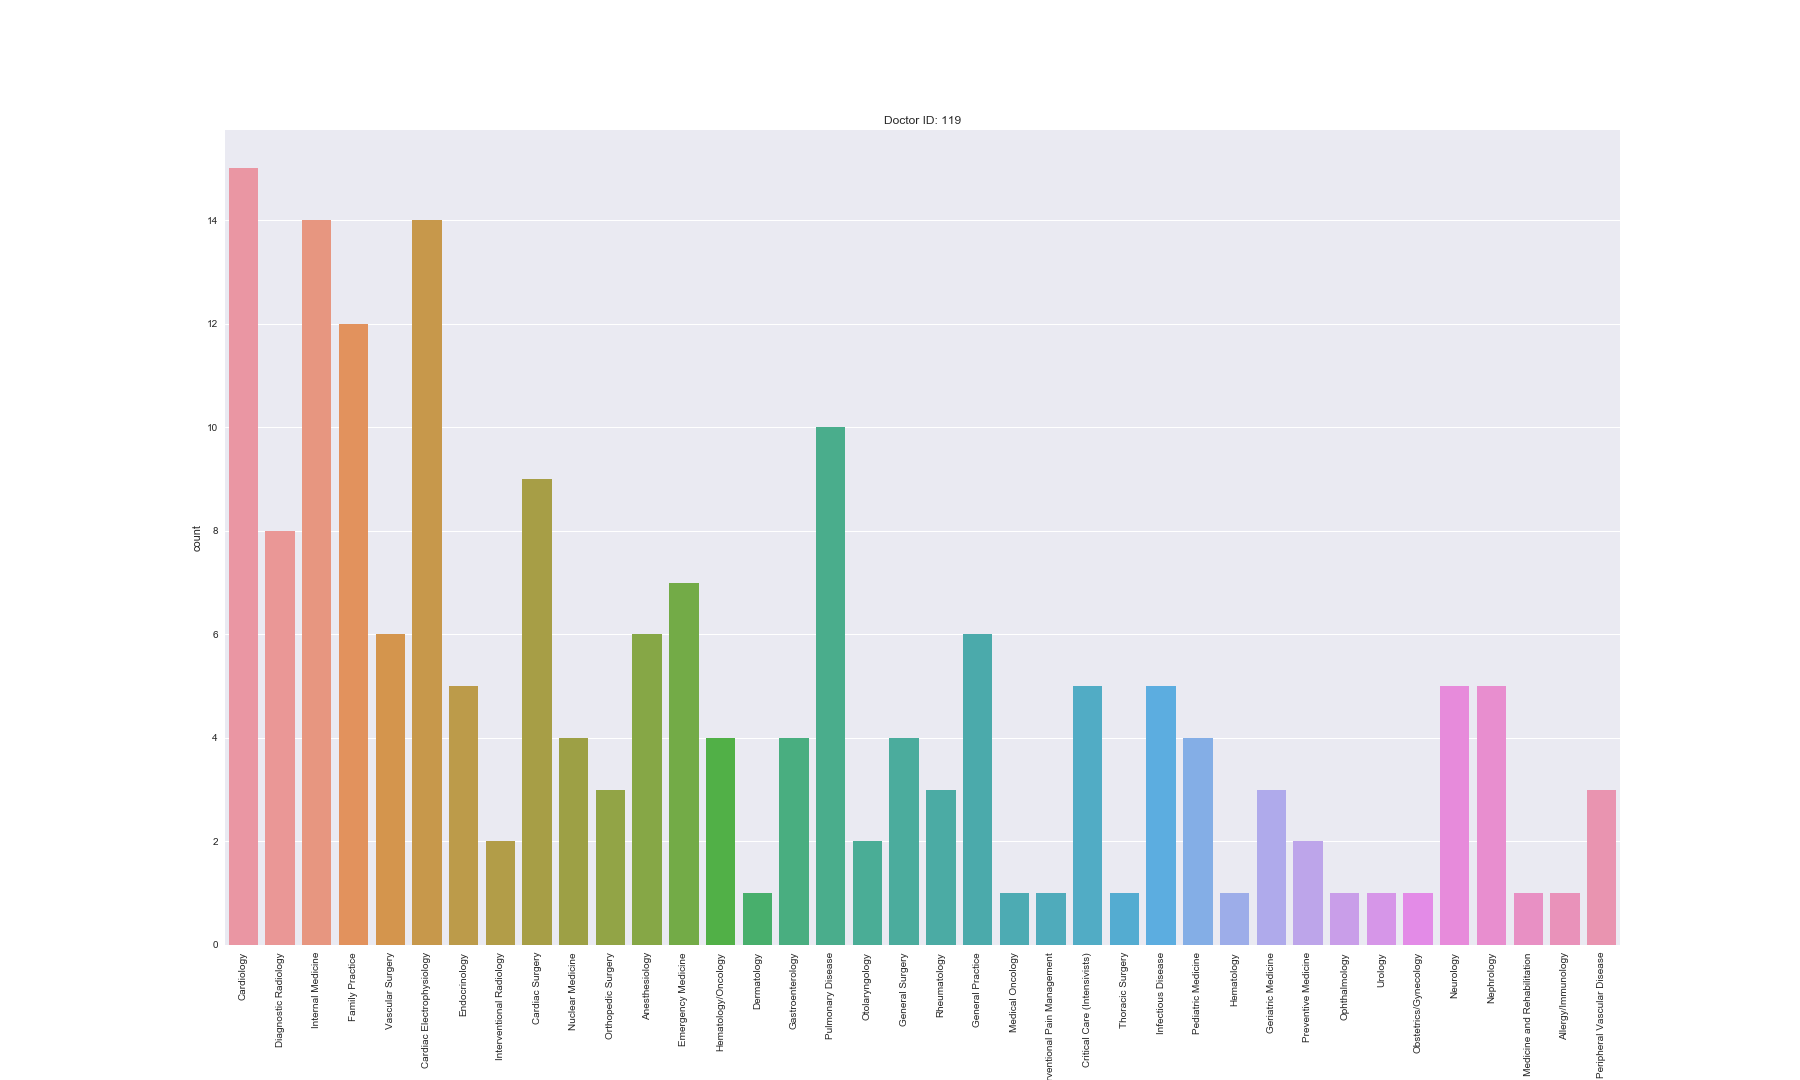 Doctor ID: 119
count
14
12
10
8
6
4
2
0
Cardiology
Diagnostic Radiology
Internal Medicine
Family Practice
Vascular Surgery
Cardiac Electrophysiology
Endocrinology
Interventional Radiology
Cardiac Surgery
Nuclear Medicine
Orthopedic Surgery
Anesthesiology
Emergency Medicine
Hematology/Oncology
Dermatology
Gastroenterology
Pulmonary Disease
Otolaryngology
General Surgery
Rheumatology
General Practice
Medical Oncology
Pain Management
Critical Care (Intensivists)
Thoracic Surgery
Infectious Disease
Pediatric Medicine
Hematology
Geriatric Medicine
Preventive Medicine
Ophthalmology
Urology
Obstetrics/Gynecology
Neurology
Nephrology
Medicine and Rehabilitation
Allergy/Immunology
Peripheral Vascular Disease